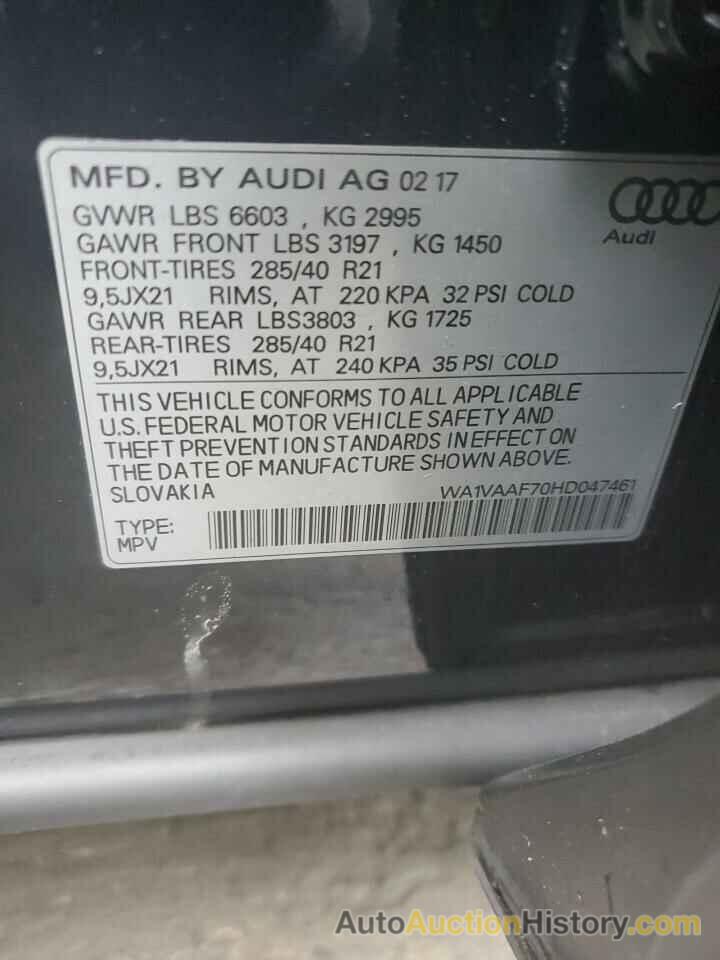 MFD. BY AUDI AG 02 17
GVWR LBS 6603 , KG 2995
GAWR FRONT LBS 3197 , KG 1450
FRONT-TIRES 285/40 R21
9,5JX21 RIMS, AT 220 KPA 32 PSI COLD
GAWR REAR LBS3803 , KG 1725
REAR-TIRES 285/40 R21
9,5JX21 RIMS, AT 240 KPA 35 PSI COLD
Audi
THIS VEHICLE CONFORMS TO ALL APPLICABLE
U.S. FEDERAL MOTOR VEHICLE SAFETY AND
THEFT PREVENTION STANDARDS IN EFFECT ON
THE DATE OF MANUFACTURE SHOWN ABOVE.
SLOVAKIA WA1VAAF70HD047461
TYPE:
MPV
AutoAuctionHistory.com